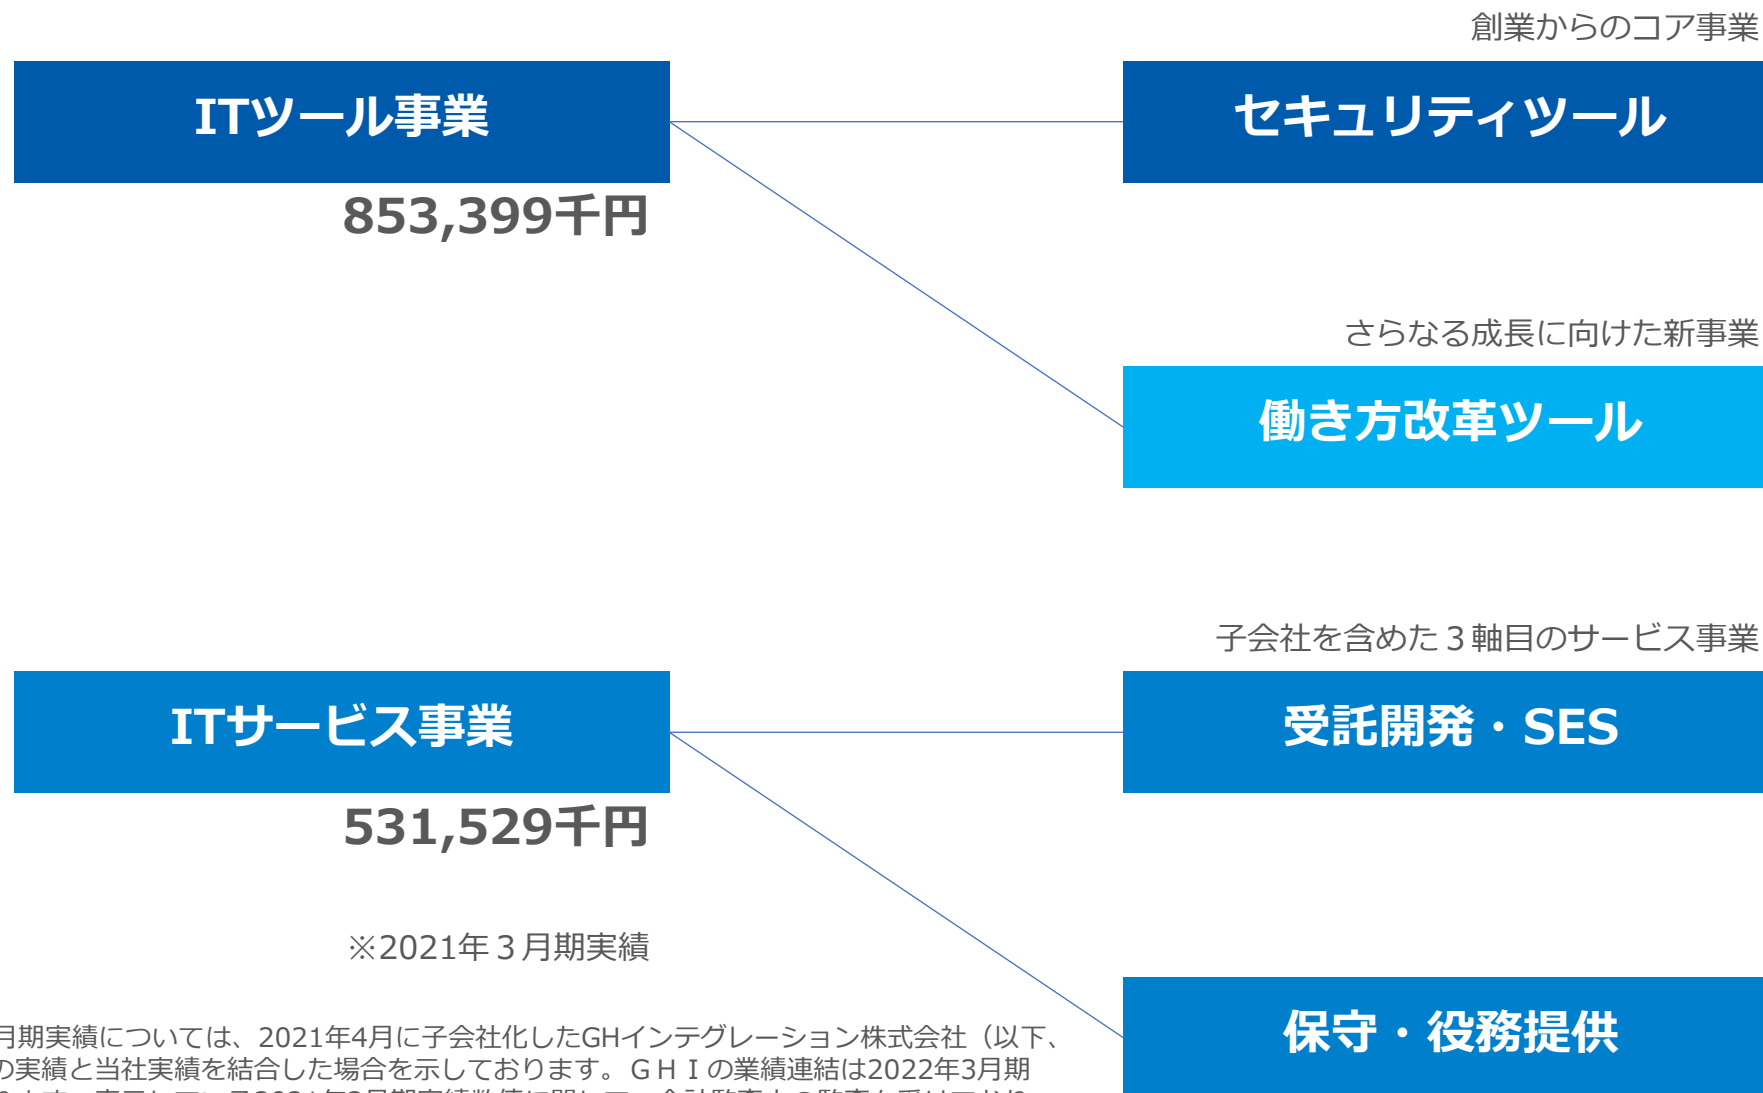 創業からのコア事業
ITツール事業
セキュリティツール
853,399千円
さらなる成長に向けた新事業
働き方改革ツール
子会社を含めた３軸目のサービス事業
ITサービス事業
受託開発・SES
531,529千円
※2021年３月期実績
保守・役務提供
月期実績については、2021年4月に子会社化したGHインテグレーション株式会社（以下、
の実績と当社実績を結合した場合を示しております。ＧＨＩの業績連結は2022年3月期